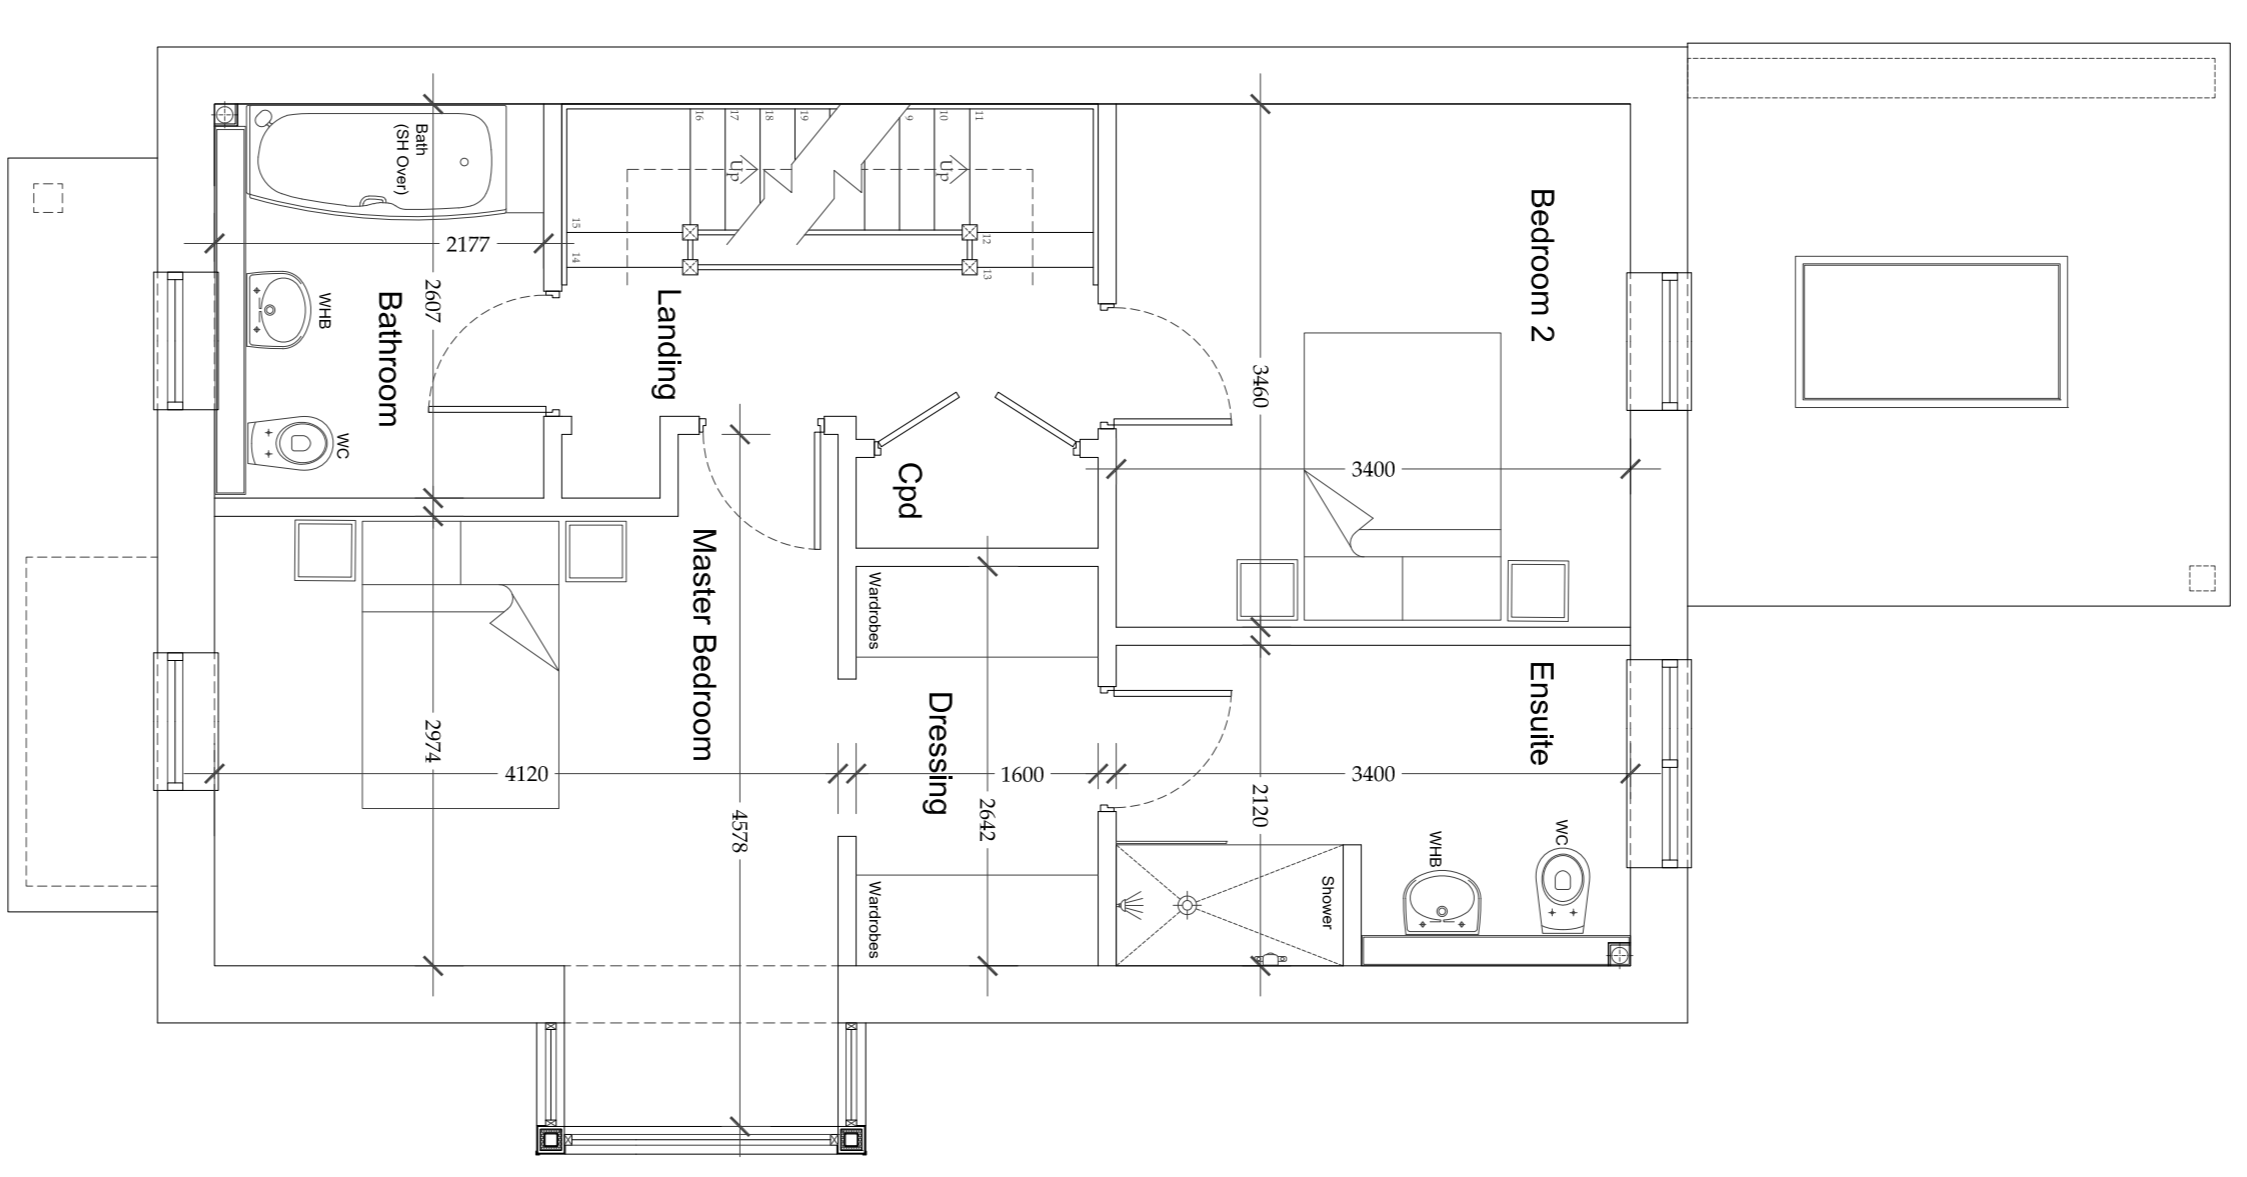 Bath
(SH Over)
16
17
18
19
9
10
11
Up
Up
15
14
12
13
2177
2607
WHB
Bathroom
WC
Landing
Bedroom 2
3460
3400
Cpd
Master Bedroom
Wardrobes
Dressing
Ensuite
2974
4120
4578
1600
2642
3400
2120
WHB
WC
Shower
Wardrobes